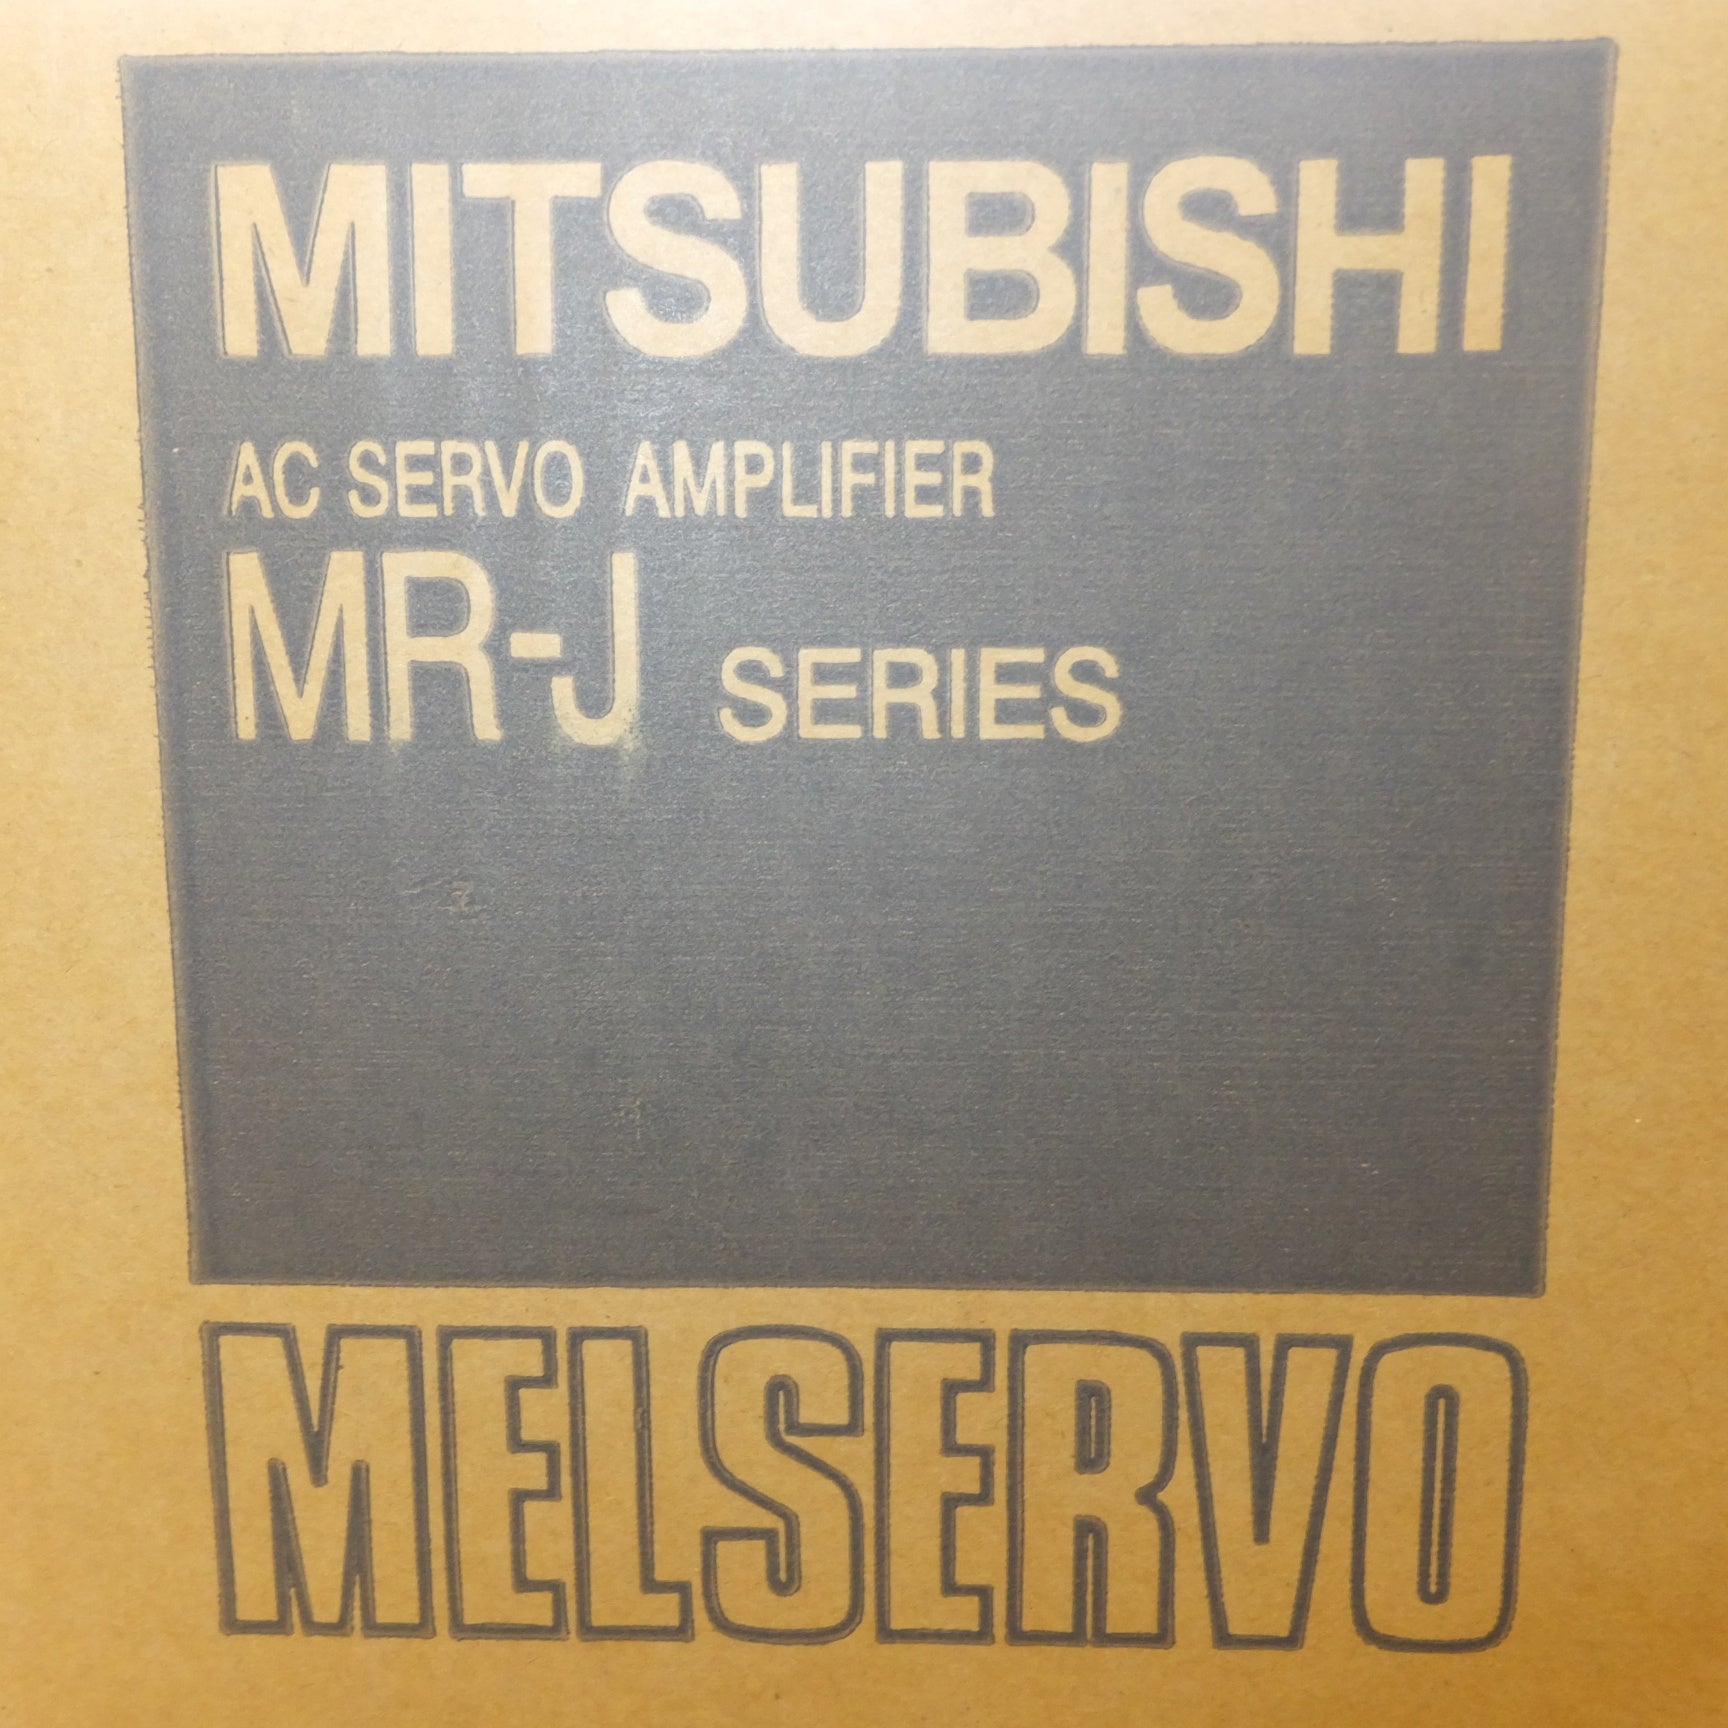 MITSUBISHI
AC SERVO AMPLIFIER
MR-J SERIES
MELSERVO